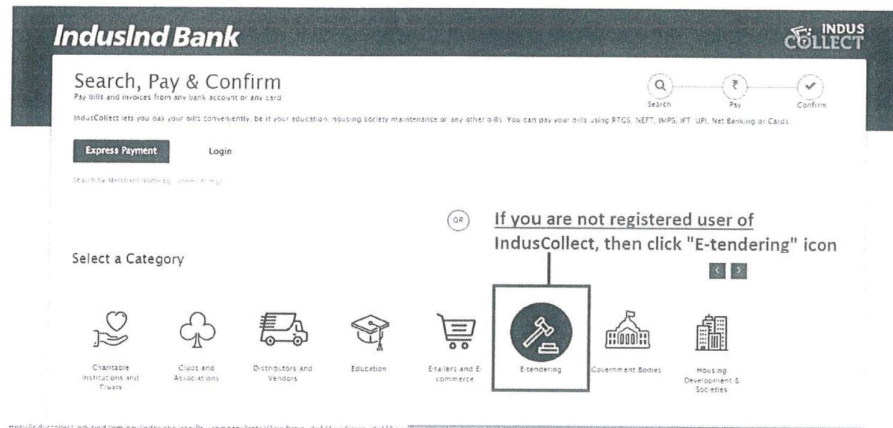 IndusInd Bank
INDUS
COLLECT
Search, Pay & Confirm
Pay bills and invoices from any bank account or any card
Search
Pay
Confirm
IndusCollect lets you pay your bills conveniently, be it your education, housing society maintenance or any other bills. You can pay your bills using RTGS, NEFT, IMPS, IFT, UPI, Net Banking or Cards
Express Payment
Login
Search by Merchant Name
OR
If you are not registered user of
IndusCollect, then click "E-tendering" icon
Select a Category
< >
Charitable
Institutions and
Trusts
Clubs and
Associations
Distributors and
Vendors
Education
E-tailers and E-
commerce
E-tendering
Government Bodies
Housing
Development &
Societies